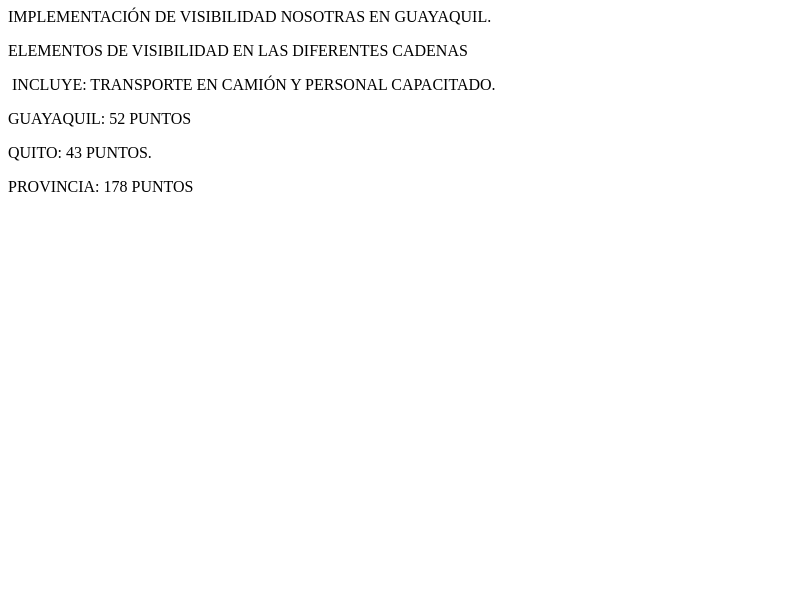 IMPLEMENTACIÓN DE VISIBILIDAD NOSOTRAS EN GUAYAQUIL.
ELEMENTOS DE VISIBILIDAD EN LAS DIFERENTES CADENAS
INCLUYE: TRANSPORTE EN CAMIÓN Y PERSONAL CAPACITADO.
GUAYAQUIL: 52 PUNTOS
QUITO: 43 PUNTOS.
PROVINCIA: 178 PUNTOS